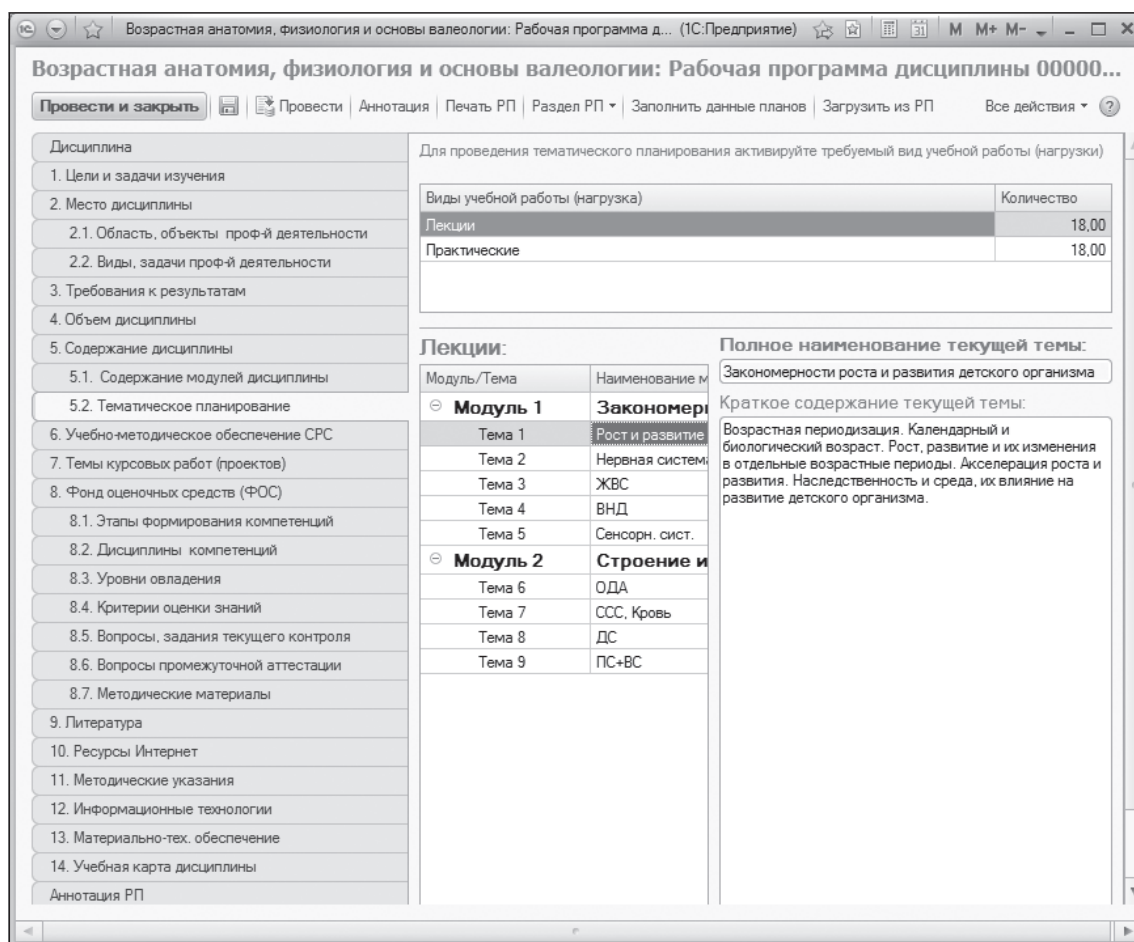 Возрастная анатомия, физиология и основы валеологии: Рабочая программа д... (1С:Предприятие)
M M+ M-
Возрастная анатомия, физиология и основы валеологии: Рабочая программа дисциплины 00000...
Провести и закрыть Провести Аннотация Печать РП Раздел РП Заполнить данные планов Загрузить из РП Все действия ?
Дисциплина
1. Цели и задачи изучения
2. Место дисциплины
2.1. Область, объекты проф-й деятельности
2.2. Виды, задачи проф-й деятельности
3. Требования к результатам
4. Объем дисциплины
5. Содержание дисциплины
5.1. Содержание модулей дисциплины
5.2. Тематическое планирование
6. Учебно-методическое обеспечение СРС
7. Темы курсовых работ (проектов)
8. Фонд оценочных средств (ФОС)
8.1. Этапы формирования компетенций
8.2. Дисциплины компетенций
8.3. Уровни овладения
8.4. Критерии оценки знаний
8.5. Вопросы, задания текущего контроля
8.6. Вопросы промежуточной аттестации
8.7. Методические материалы
9. Литература
10. Ресурсы Интернет
11. Методические указания
12. Информационные технологии
13. Материально-тех. обеспечение
14. Учебная карта дисциплины
Аннотация РП
Для проведения тематического планирования активируйте требуемый вид учебной работы (нагрузки)
Виды учебной работы (нагрузка) Количество
Лекции 18,00
Практические 18,00
Лекции:
Модуль/Тема Наименование м
Модуль 1 Закономер
Тема 1 Рост и развитие
Тема 2 Нервная система
Тема 3 ЖВС
Тема 4 ВНД
Тема 5 Сенсорн. сист.
Модуль 2 Строение и
Тема 6 ОДА
Тема 7 ССС, Кровь
Тема 8 ДС
Тема 9 ПС+ВС
Полное наименование текущей темы:
Закономерности роста и развития детского организма
Краткое содержание текущей темы:
Возрастная периодизация. Календарный и
биологический возраст. Рост, развитие и их изменения
в отдельные возрастные периоды. Акселерация роста и
развития. Наследственность и среда, их влияние на
развитие детского организма.